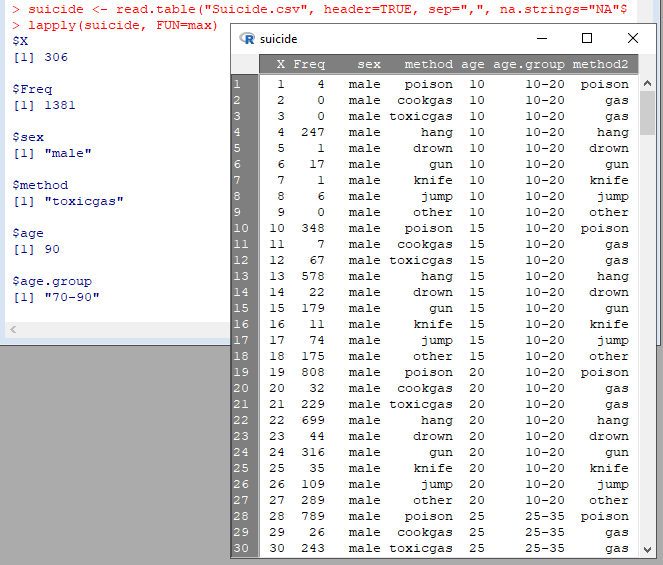 > suicide <- read.table("Suicide.csv", header=TRUE, sep=",", na.strings="NA"$
> lapply(suicide, FUN=max)
$X
[1] 306
$Freq
[1] 1381
$sex
[1] "male"
$method
[1] "toxicgas"
$age
[1] 90
$age.group
[1] "70-90"
suicide
X Freq sex method age age.group method2
1 1 4 male poison 10 10-20 poison
2 2 0 male cookgas 10 10-20 gas
3 3 0 male toxicgas 10 10-20 gas
4 4 247 male hang 10 10-20 hang
5 5 1 male drown 10 10-20 drown
6 6 17 male gun 10 10-20 gun
7 7 1 male knife 10 10-20 knife
8 8 6 male jump 10 10-20 jump
9 9 0 male other 10 10-20 other
10 10 348 male poison 15 10-20 poison
11 11 7 male cookgas 15 10-20 gas
12 12 67 male toxicgas 15 10-20 gas
13 13 578 male hang 15 10-20 hang
14 14 22 male drown 15 10-20 drown
15 15 179 male gun 15 10-20 gun
16 16 11 male knife 15 10-20 knife
17 17 74 male jump 15 10-20 jump
18 18 175 male other 15 10-20 other
19 19 808 male poison 20 10-20 poison
20 20 32 male cookgas 20 10-20 gas
21 21 229 male toxicgas 20 10-20 gas
22 22 699 male hang 20 10-20 hang
23 23 44 male drown 20 10-20 drown
24 24 316 male gun 20 10-20 gun
25 25 35 male knife 20 10-20 knife
26 26 109 male jump 20 10-20 jump
27 27 289 male other 20 10-20 other
28 28 789 male poison 25 25-35 poison
29 29 26 male cookgas 25 25-35 gas
30 30 243 male toxicgas 25 25-35 gas